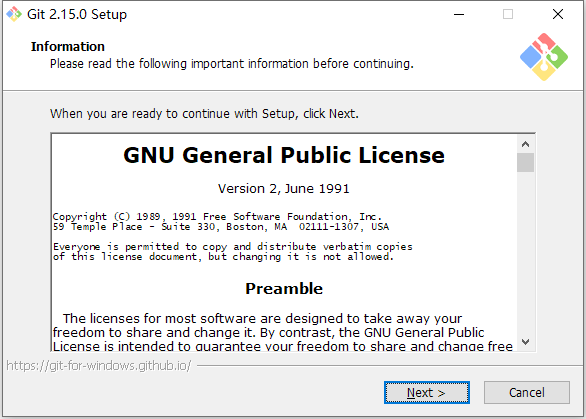 Git 2.15.0 Setup
Information
Please read the following important information before continuing.
When you are ready to continue with Setup, click Next.
GNU General Public License
Version 2, June 1991
Copyright (C) 1989, 1991 Free Software Foundation, Inc.
59 Temple Place - Suite 330, Boston, MA  02111-1307, USA
Everyone is permitted to copy and distribute verbatim copies
of this license document, but changing it is not allowed.
Preamble
The licenses for most software are designed to take away your
freedom to share and change it. By contrast, the GNU General Public
License is intended to guarantee your freedom to share and change free
https://git-for-windows.github.io/
Next >
Cancel